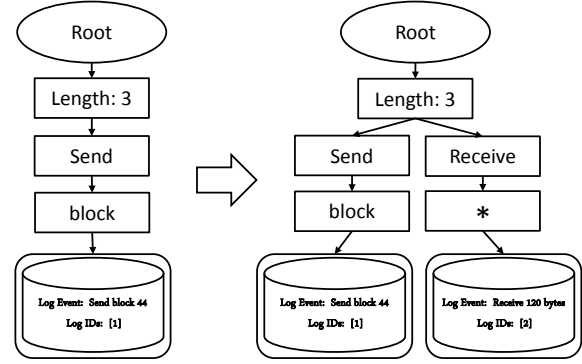 Root
Length: 3
Send
block
Log Event: Send block 44
Log IDs: [1]
Root
Length: 3
Send
Receive
block
*
Log Event: Send block 44
Log IDs: [1]
Log Event: Receive 120 bytes
Log IDs: [2]